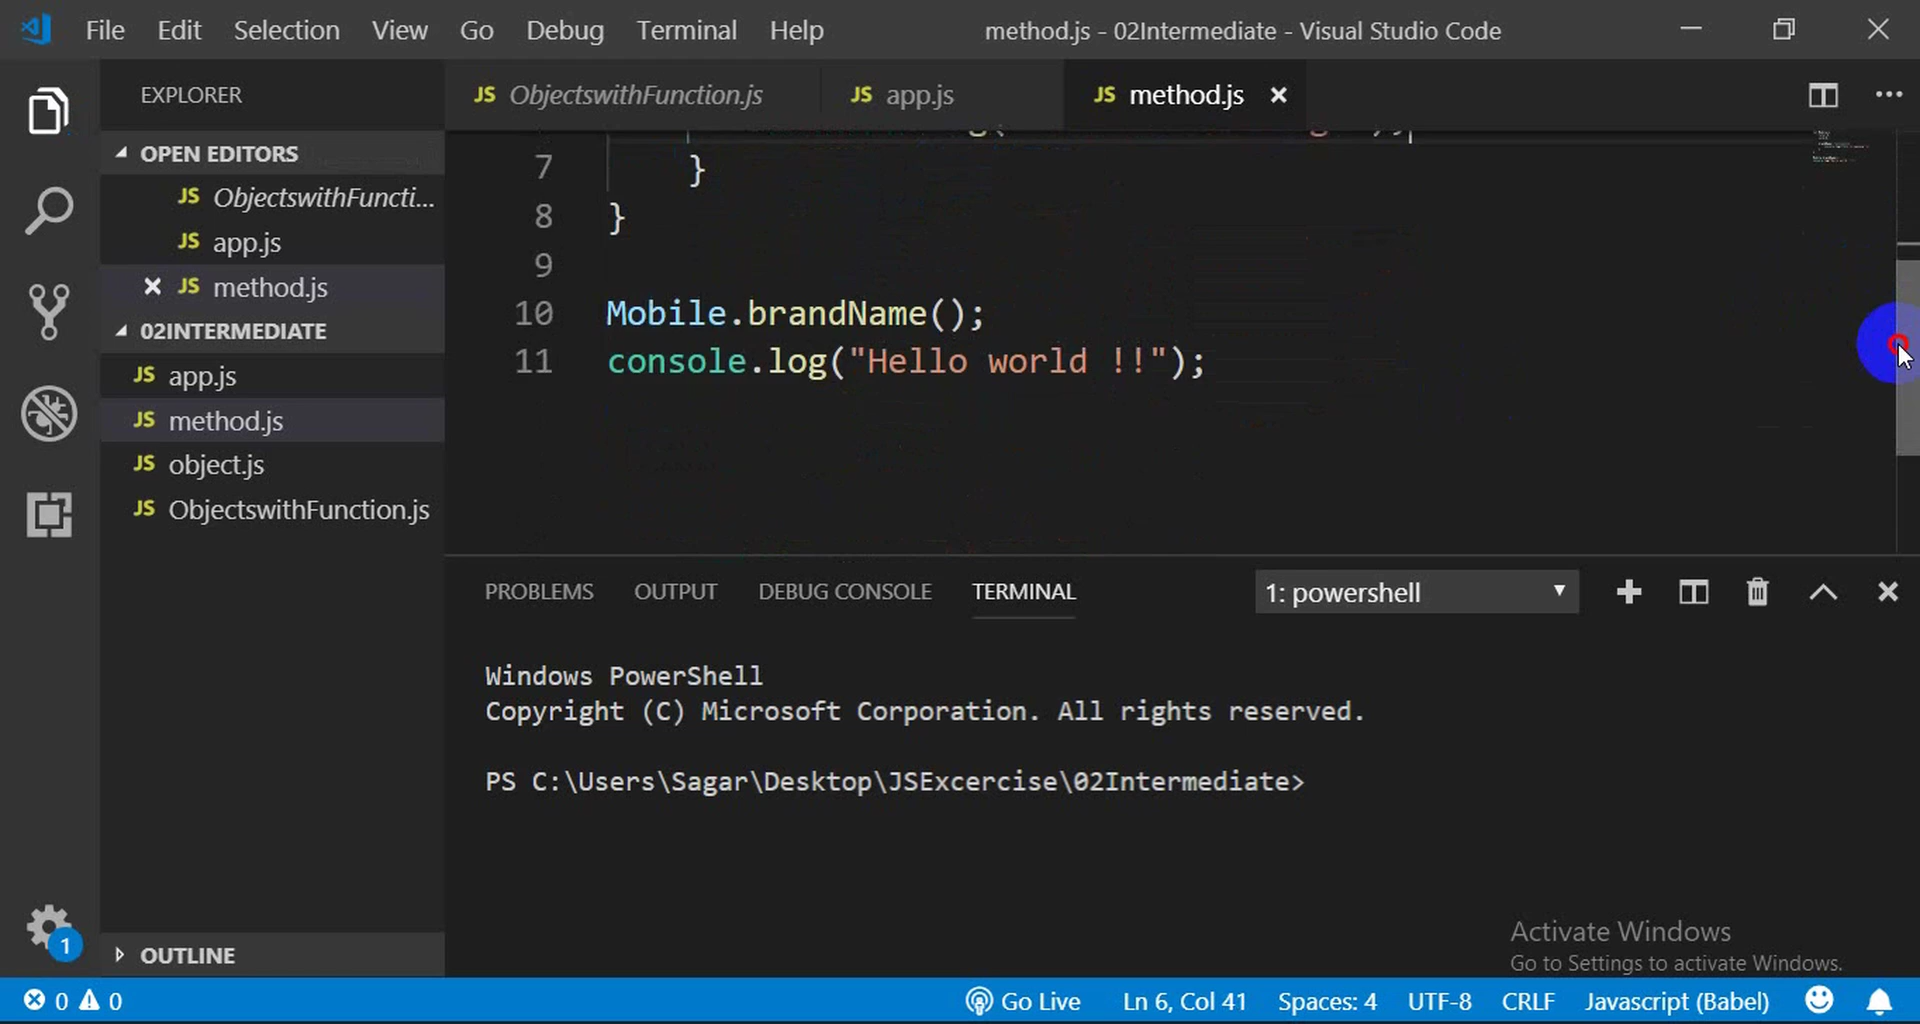 File Edit Selection View Go Debug Terminal Help method.js - 02Intermediate - Visual Studio Code
EXPLORER
JS ObjectswithFunction.js JS app.js JS method.js
OPEN EDITORS
JS ObjectswithFuncti...
JS app.js
JS method.js
02INTERMEDIATE
JS app.js
JS method.js
JS object.js
JS ObjectswithFunction.js
OUTLINE
1
7 }
8 }
9
10 Mobile.brandName();
11 console.log("Hello world !!");
PROBLEMS OUTPUT DEBUG CONSOLE TERMINAL 1: powershell
Windows PowerShell
Copyright (C) Microsoft Corporation. All rights reserved.
PS C:\Users\Sagar\Desktop\JSExcercise\02Intermediate>
Activate Windows
Go to Settings to activate Windows.
0 0 Go Live Ln 6, Col 41 Spaces: 4 UTF-8 CRLF Javascript (Babel)